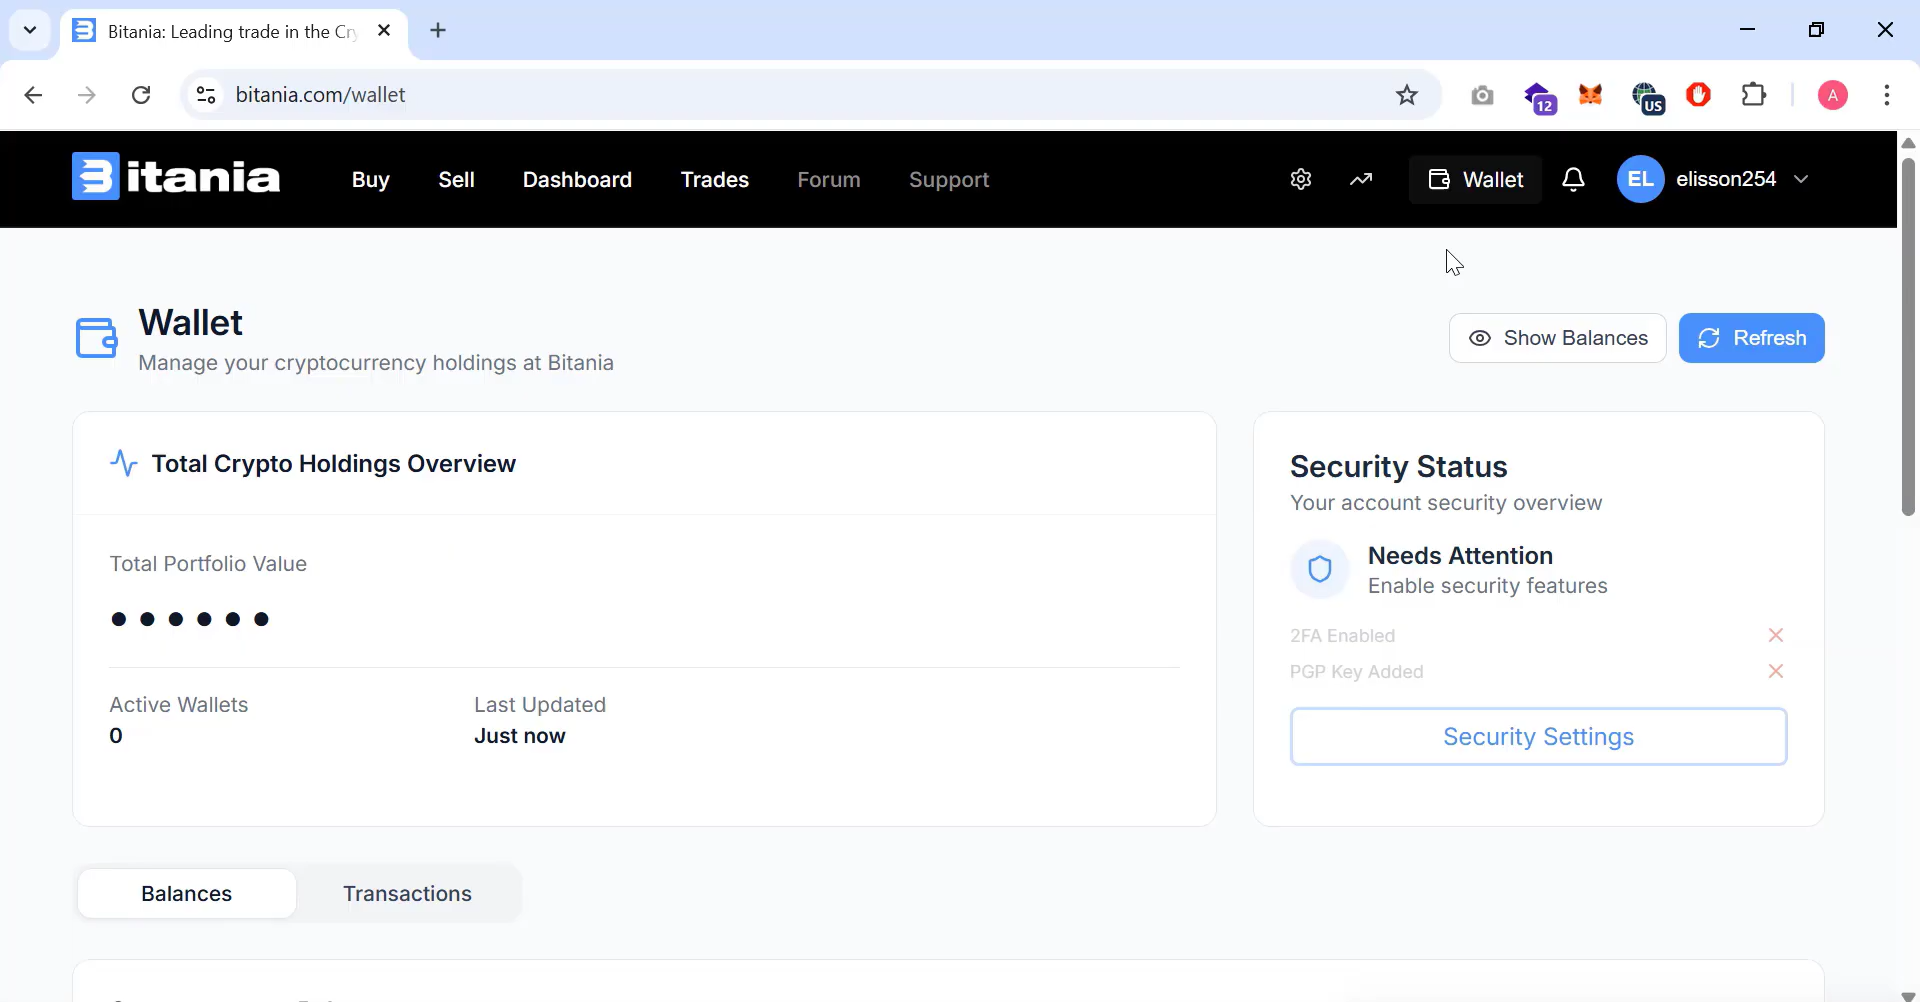 Bitania: Leading trade in the Cry
bitania.com/wallet
12
US
A
Bitania
Buy
Sell
Dashboard
Trades
Forum
Support
Wallet
EL
elisson254
Wallet
Manage your cryptocurrency holdings at Bitania
Show Balances
Refresh
Total Crypto Holdings Overview
Total Portfolio Value
Active Wallets
0
Last Updated
Just now
Security Status
Your account security overview
Needs Attention
Enable security features
2FA Enabled
PGP Key Added
Security Settings
Balances
Transactions